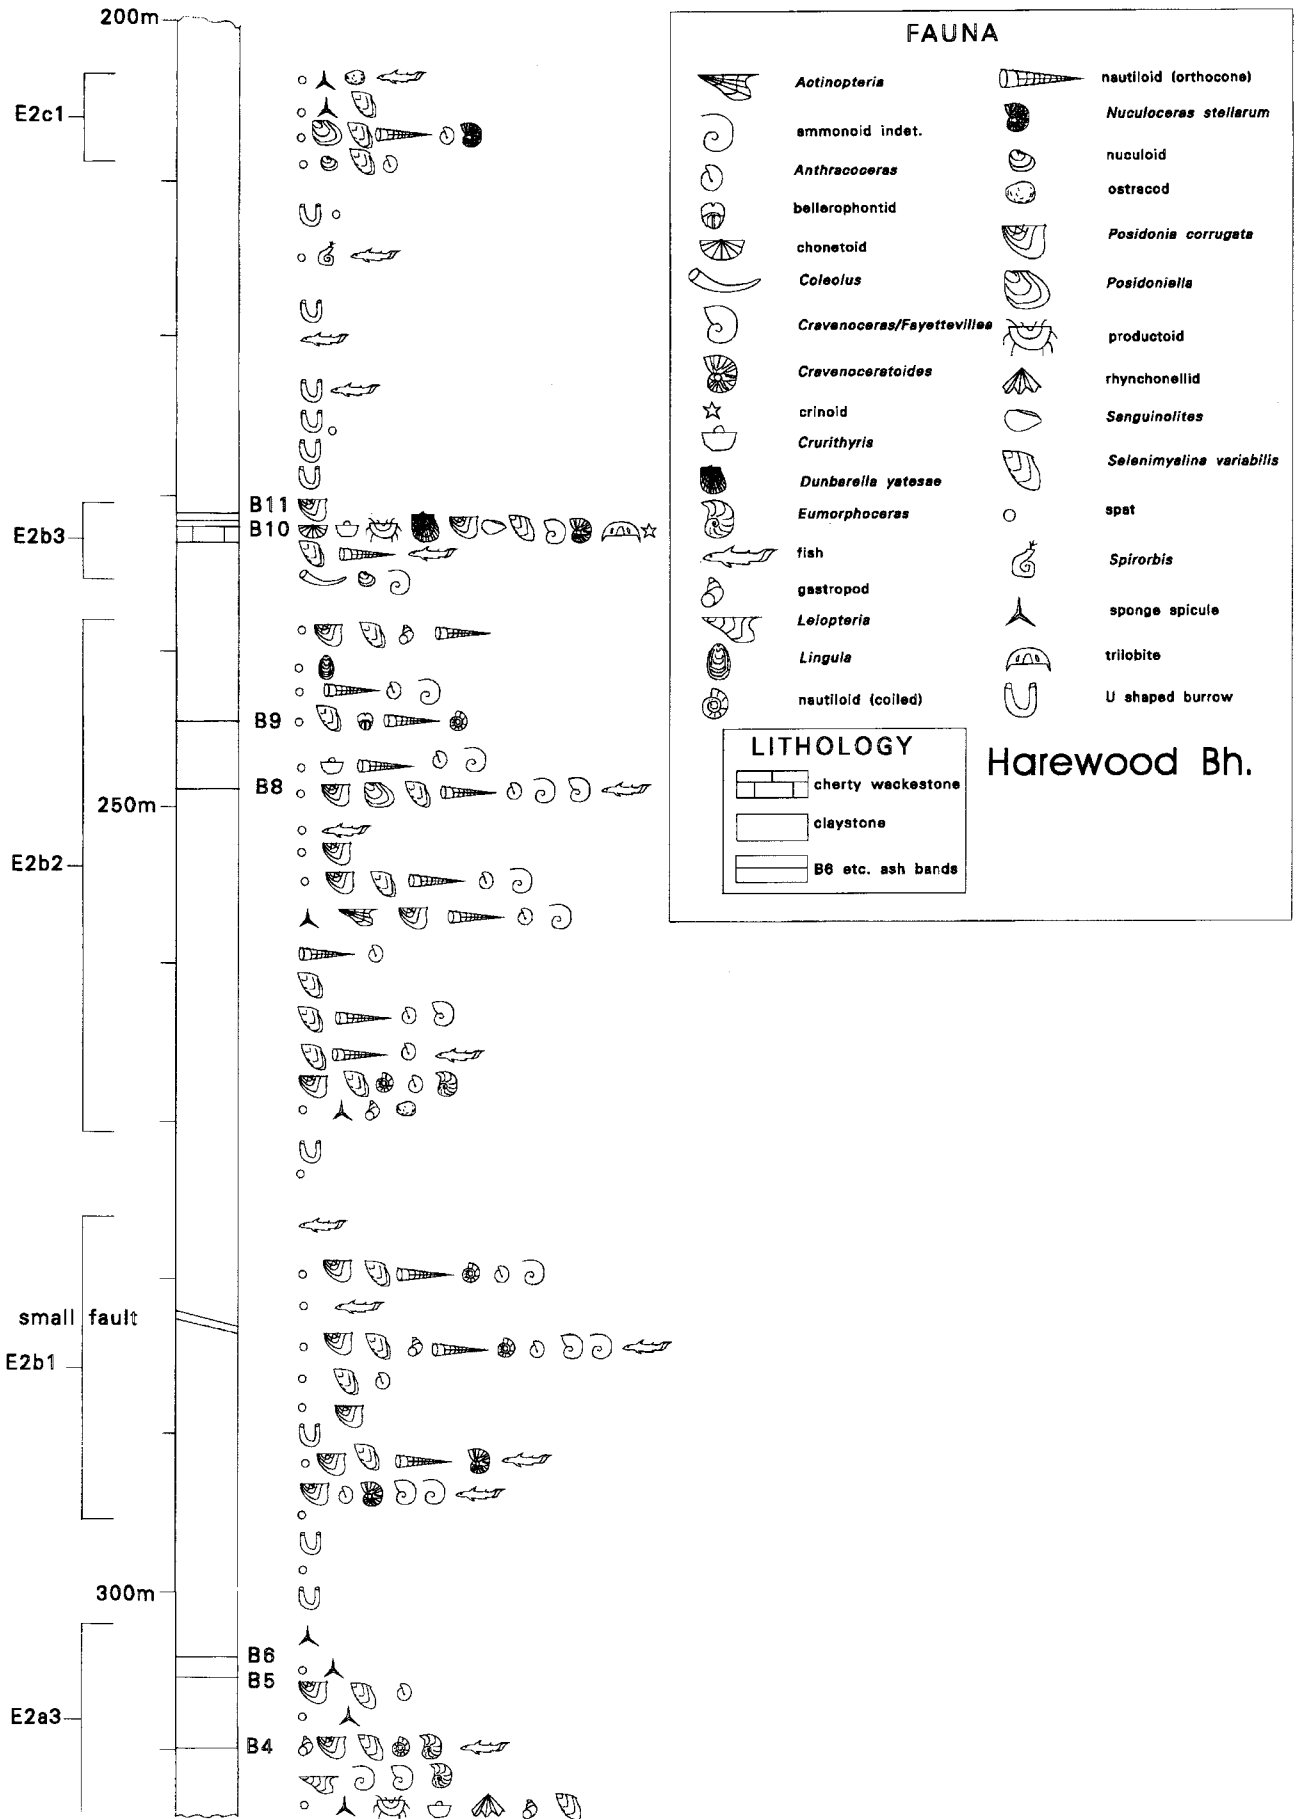 200m
E2c1
B11
B10
E2b3
B9
B8
250m
E2b2
small fault
E2b1
300m
B6
B5
E2a3
B4
FAUNA
Actinopteria
ammonoid indet.
Anthracoceras
bellerophontid
chonetoid
Coleolus
Cravenoceras/Fayettevillea
Cravenoceratoides
crinoid
Crurithyris
Dunbarella yatesae
Eumorphoceras
fish
gastropod
Leiopteria
Lingula
nautiloid (coiled)
nautiloid (orthocone)
Nuculoceras stellarum
nuculoid
ostracod
Posidonia corrugata
Posidoniella
productoid
rhynchonellid
Sanguinolites
Selenimyalina variabilis
spat
Spirorbis
sponge spicule
trilobite
U shaped burrow
LITHOLOGY
cherty wackestone
claystone
B6 etc. ash bands
Harewood Bh.